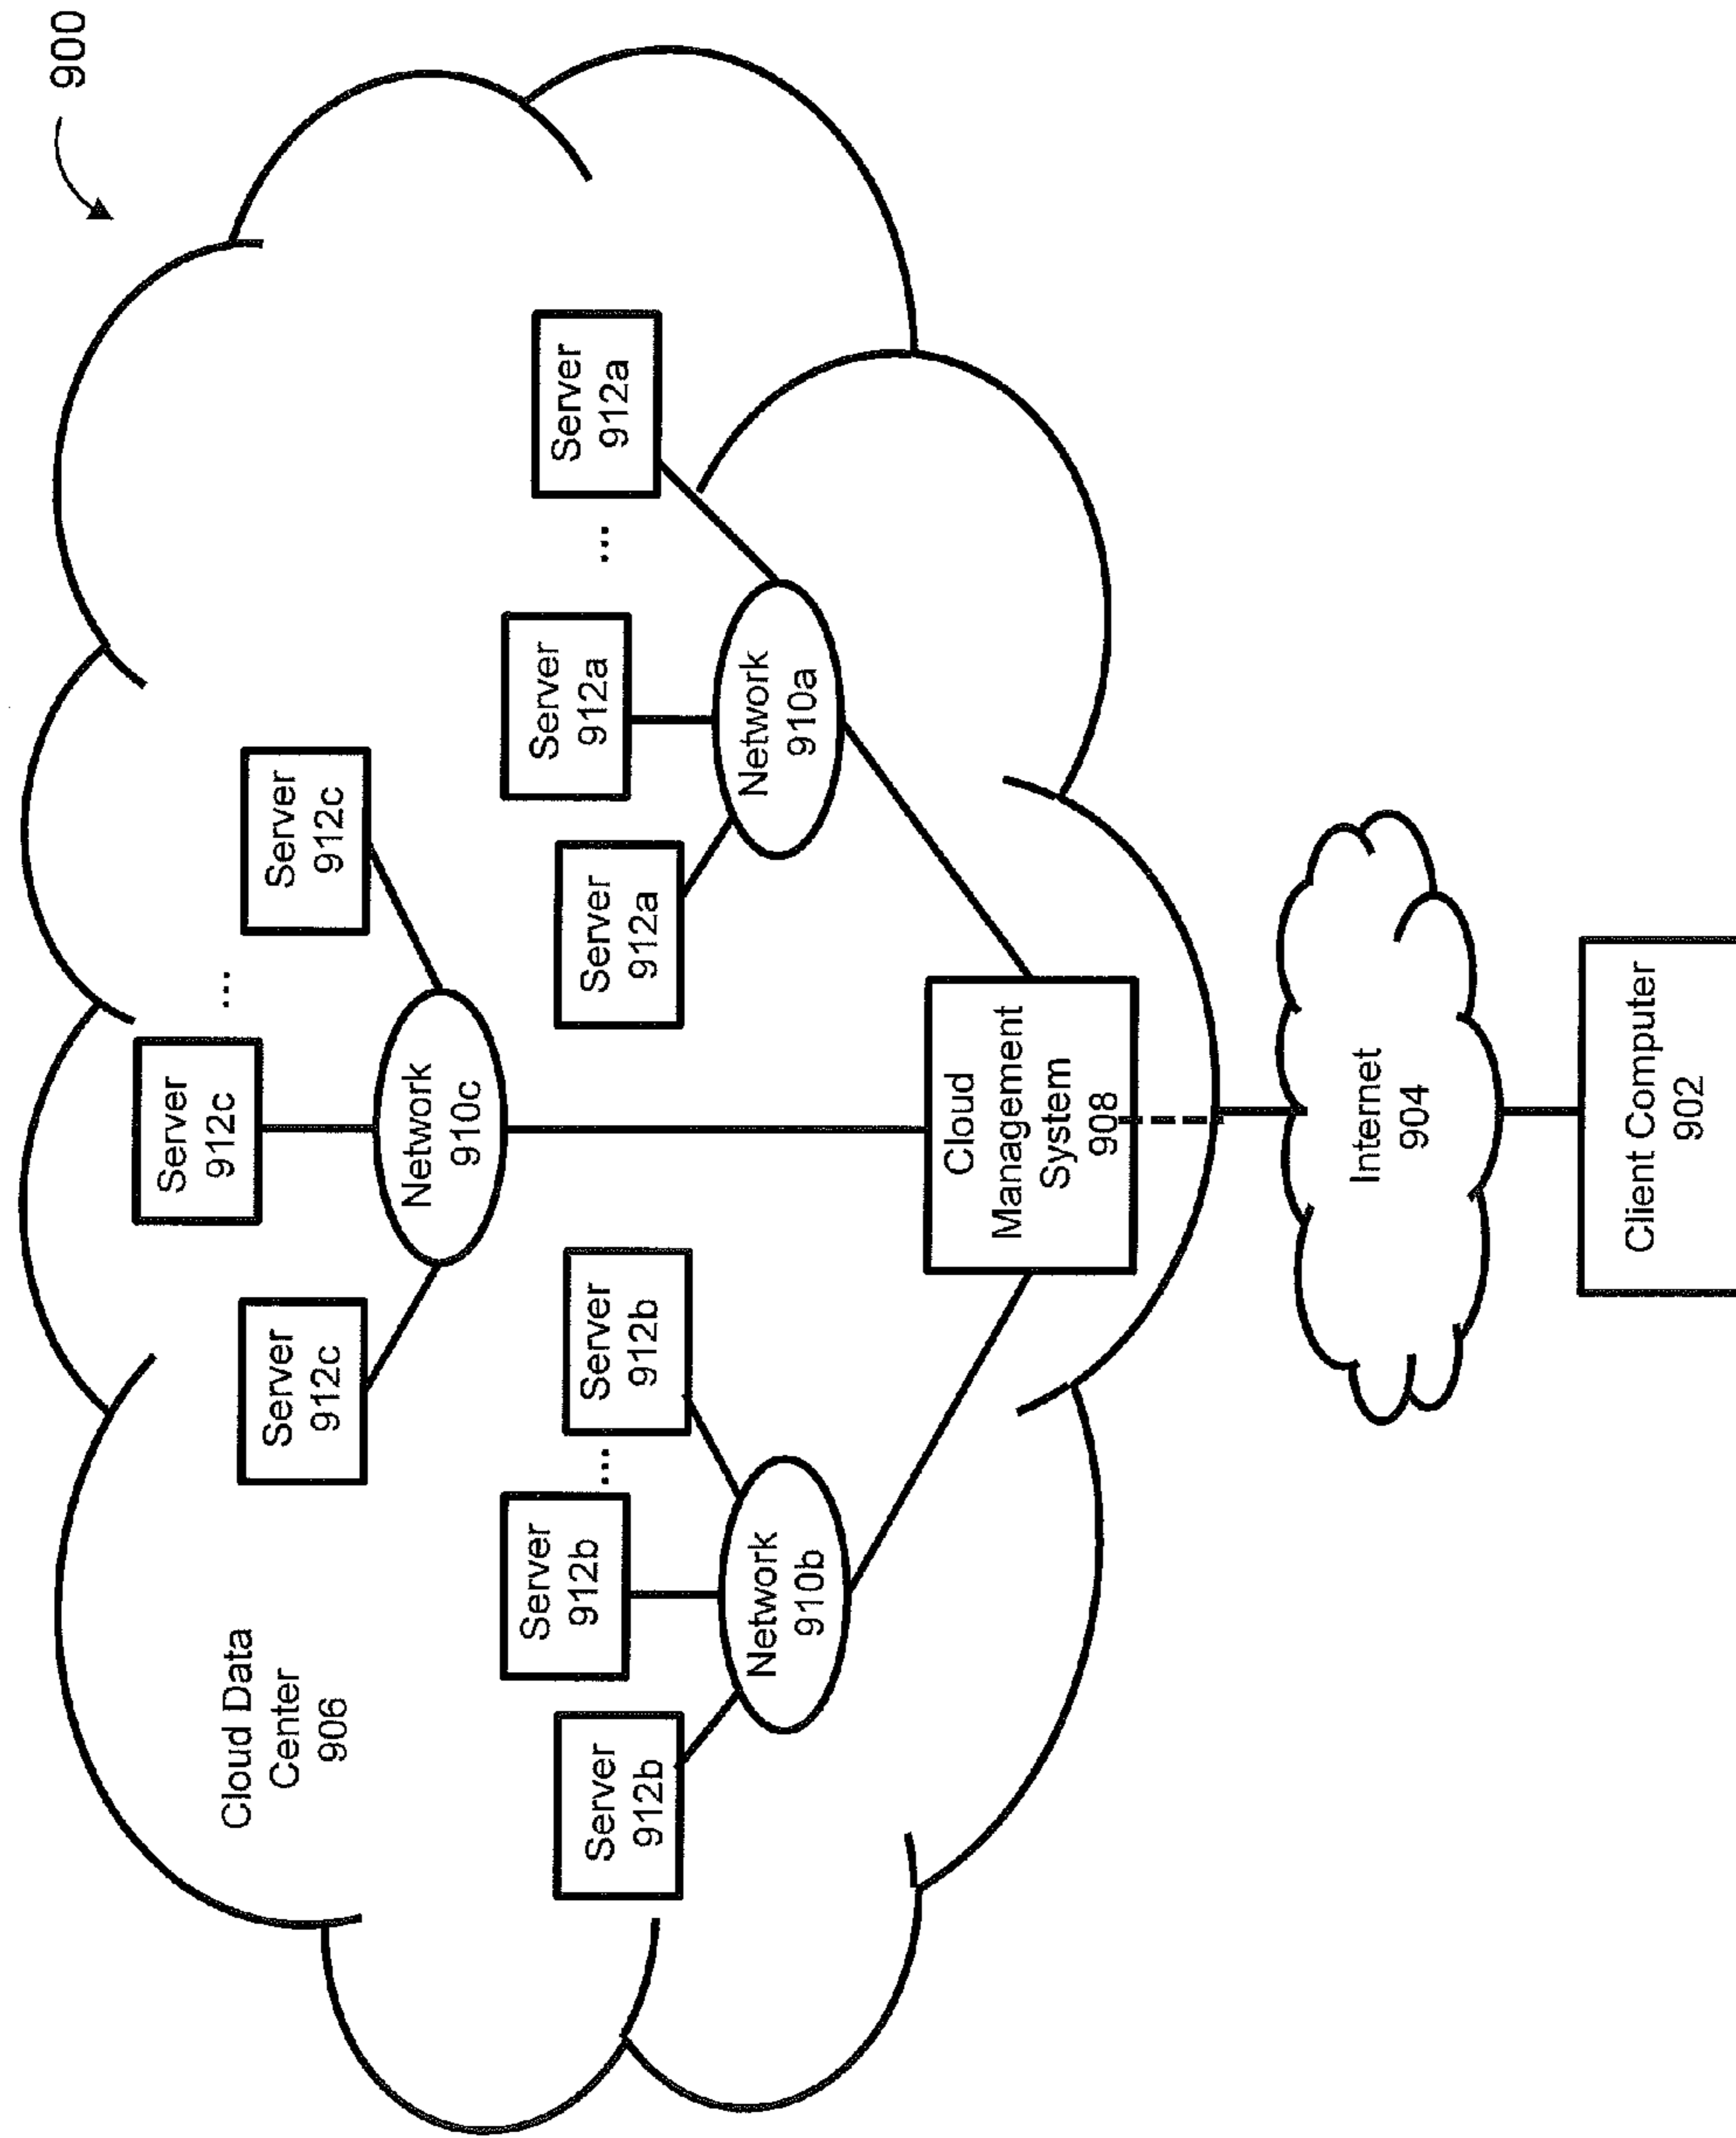 900
Cloud Data
Center
906
Server
912c
Server
912c
...
Server
912c
Network
910c
Server
912b
Server
912b
...
Server
912b
Network
910b
Server
912a
Server
912a
...
Server
912a
Network
910a
Cloud
Management
System
908
Internet
904
Client Computer
902